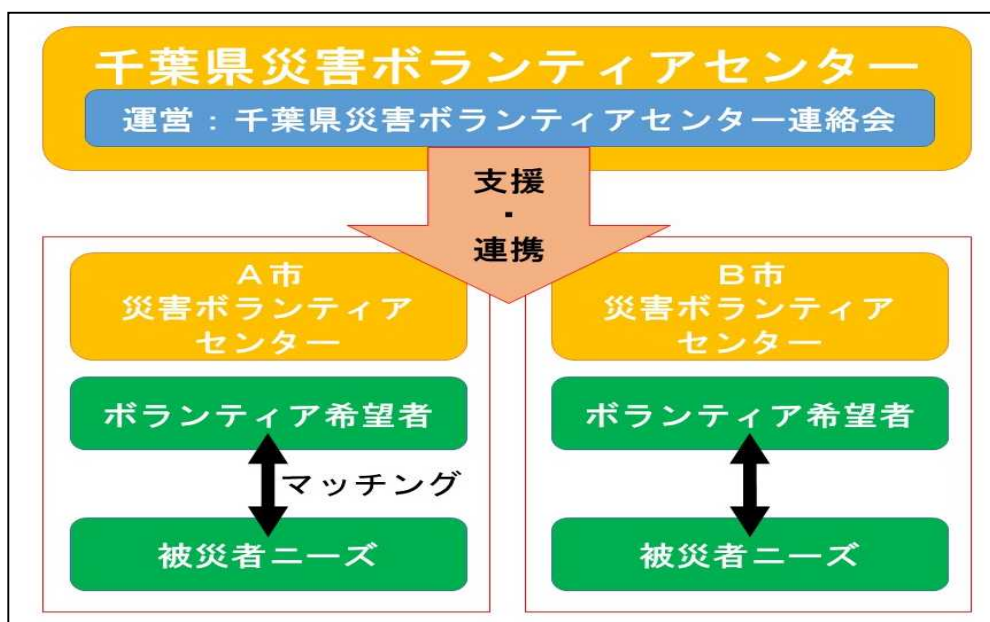 千葉県災害ボランティアセンター
運営：千葉県災害ボランティアセンター連絡会
支援
・
連携
A市
災害ボランティア
センター
ボランティア希望者
マッチング
被災者ニーズ
B市
災害ボランティア
センター
ボランティア希望者
被災者ニーズ